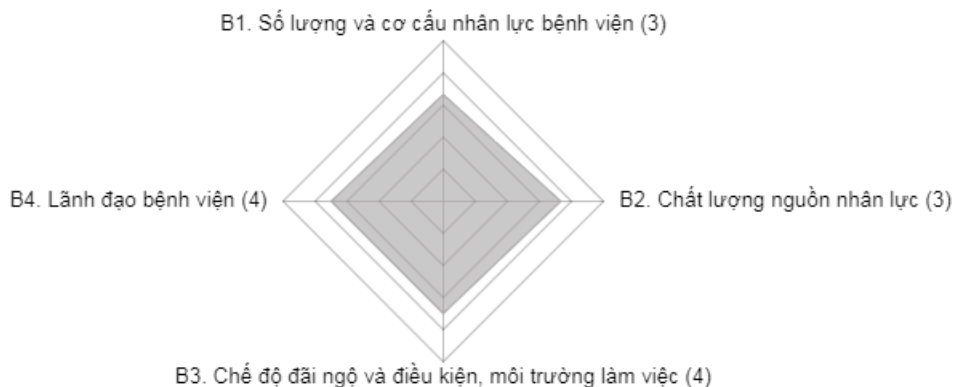 B1. Số lượng và cơ cấu nhân lực bệnh viện (3)
B4. Lãnh đạo bệnh viện (4)
B2. Chất lượng nguồn nhân lực (3)
B3. Chế độ đãi ngộ và điều kiện, môi trường làm việc (4)